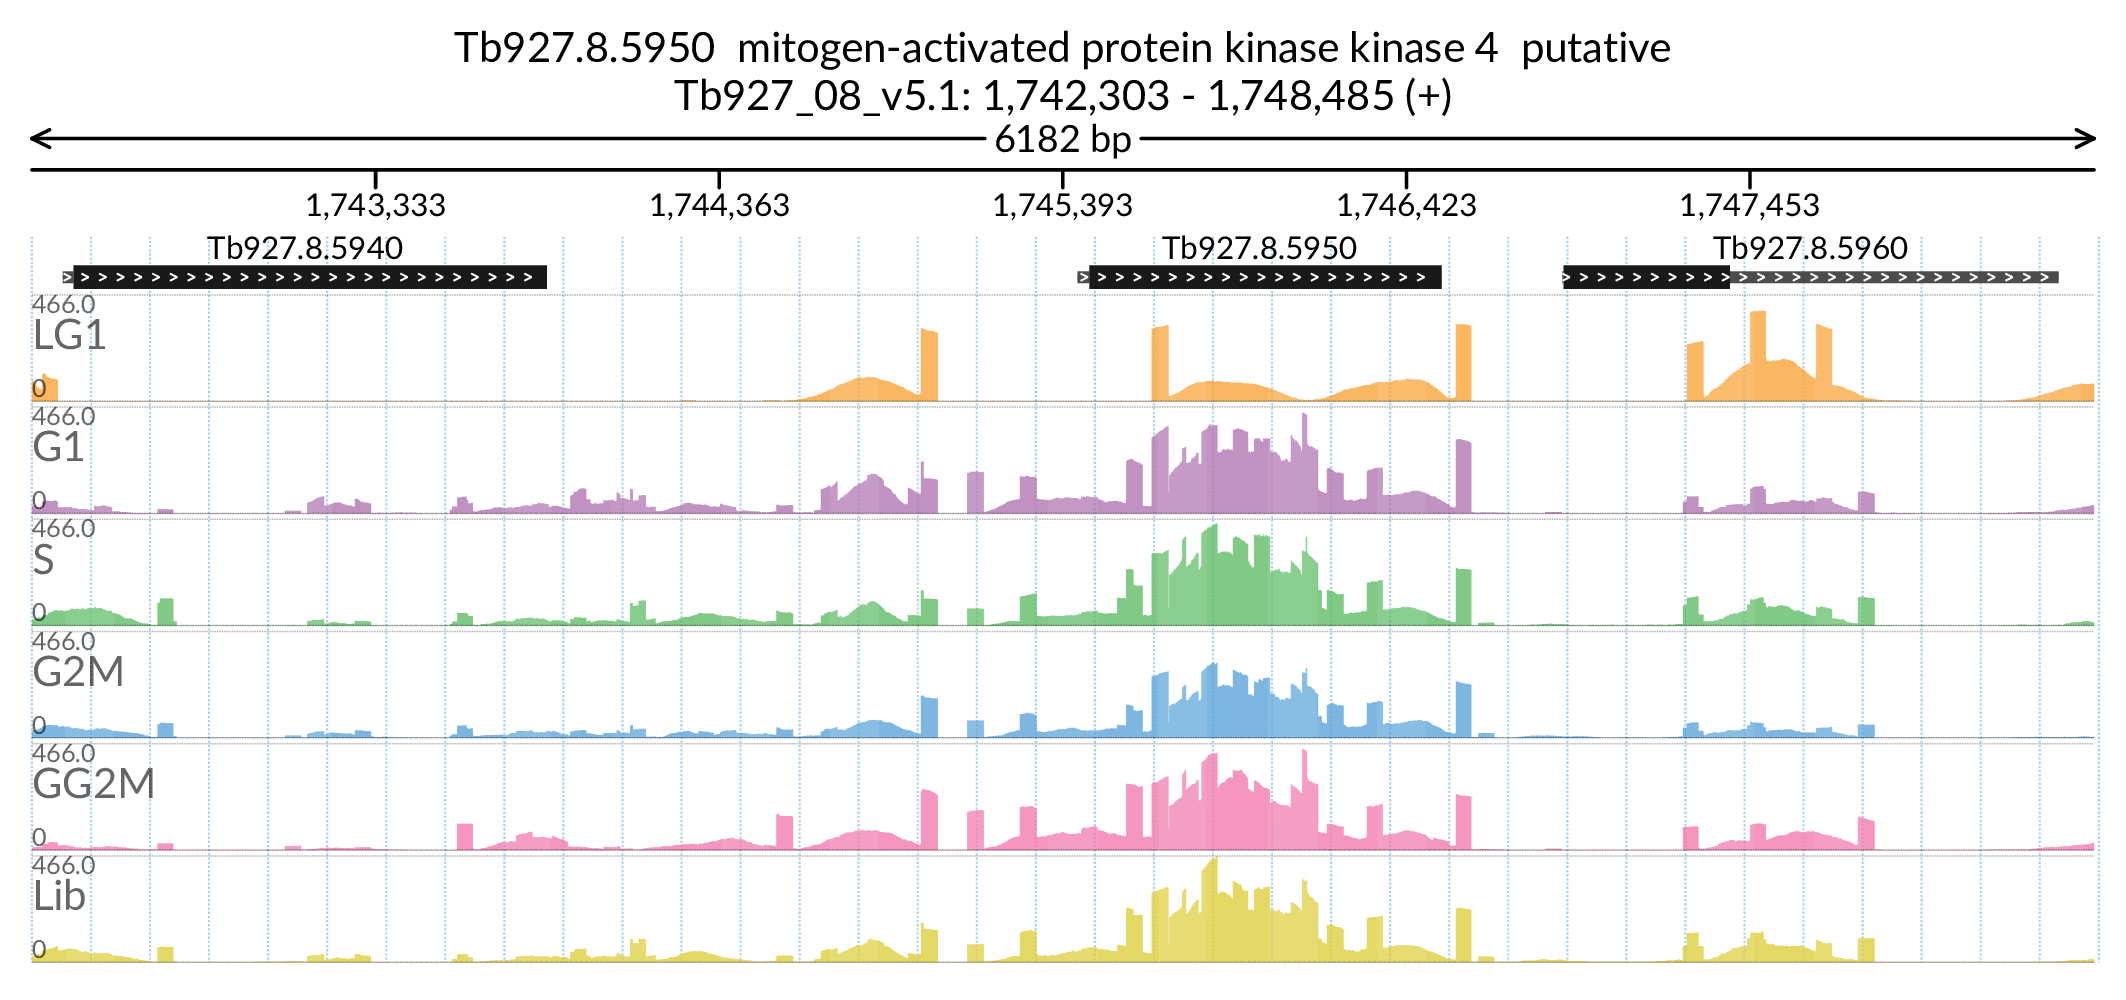 Tb927.8.5950  mitogen-activated protein kinase kinase 4  putative
Tb927_08_v5.1: 1,742,303 - 1,748,485 (+)
6182 bp
1,743,333 1,744,363 1,745,393 1,746,423 1,747,453
Tb927.8.5940 Tb927.8.5950 Tb927.8.5960
466.0
LG1
0
466.0
G1
0
466.0
S
0
466.0
G2M
0
466.0
GG2M
0
466.0
Lib
0